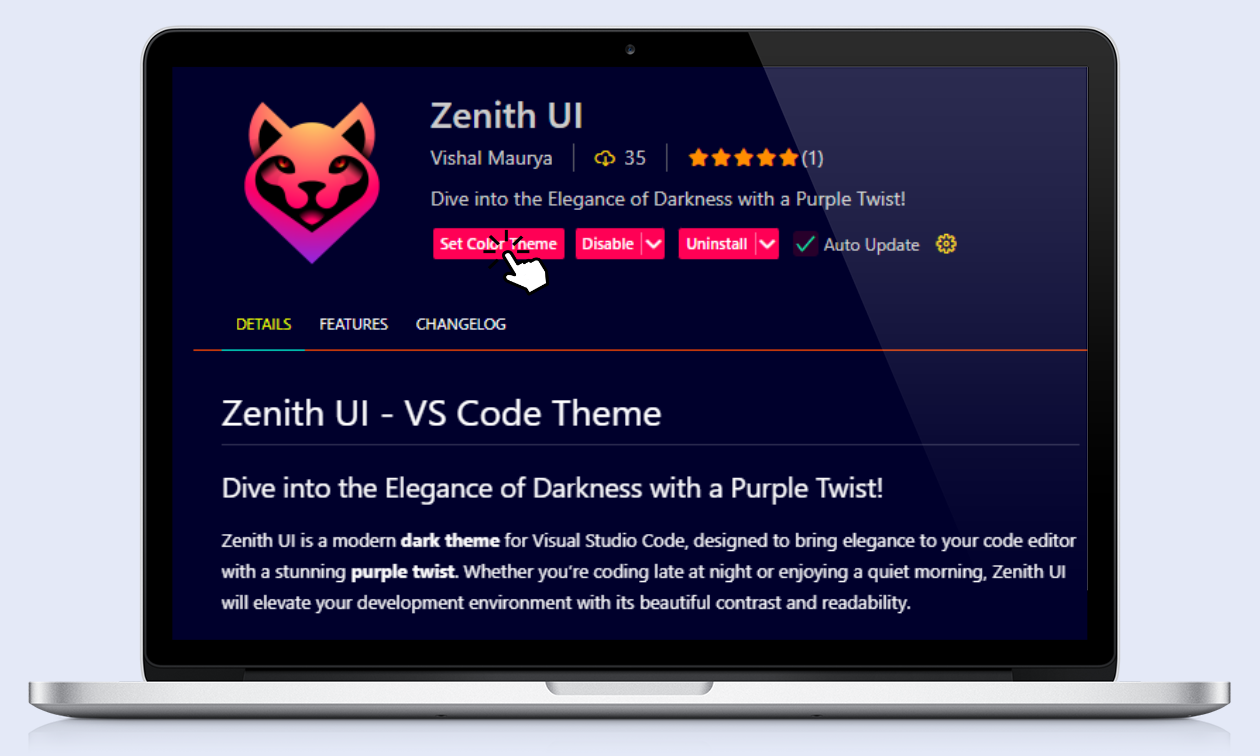 Zenith UI
Vishal Maurya 35 (1)
Dive into the Elegance of Darkness with a Purple Twist!
Set Color Theme Disable Uninstall Auto Update
DETAILS FEATURES CHANGELOG
Zenith UI - VS Code Theme
Dive into the Elegance of Darkness with a Purple Twist!
Zenith UI is a modern dark theme for Visual Studio Code, designed to bring elegance to your code editor
with a stunning purple twist. Whether you're coding late at night or enjoying a quiet morning, Zenith UI
will elevate your development environment with its beautiful contrast and readability.